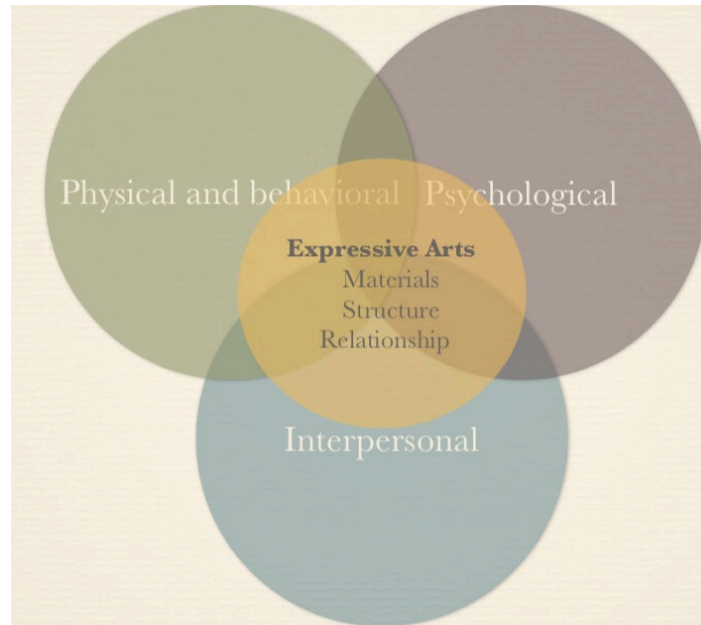 Physical and behavioral
Psychological
Expressive Arts
Materials
Structure
Relationship
Interpersonal